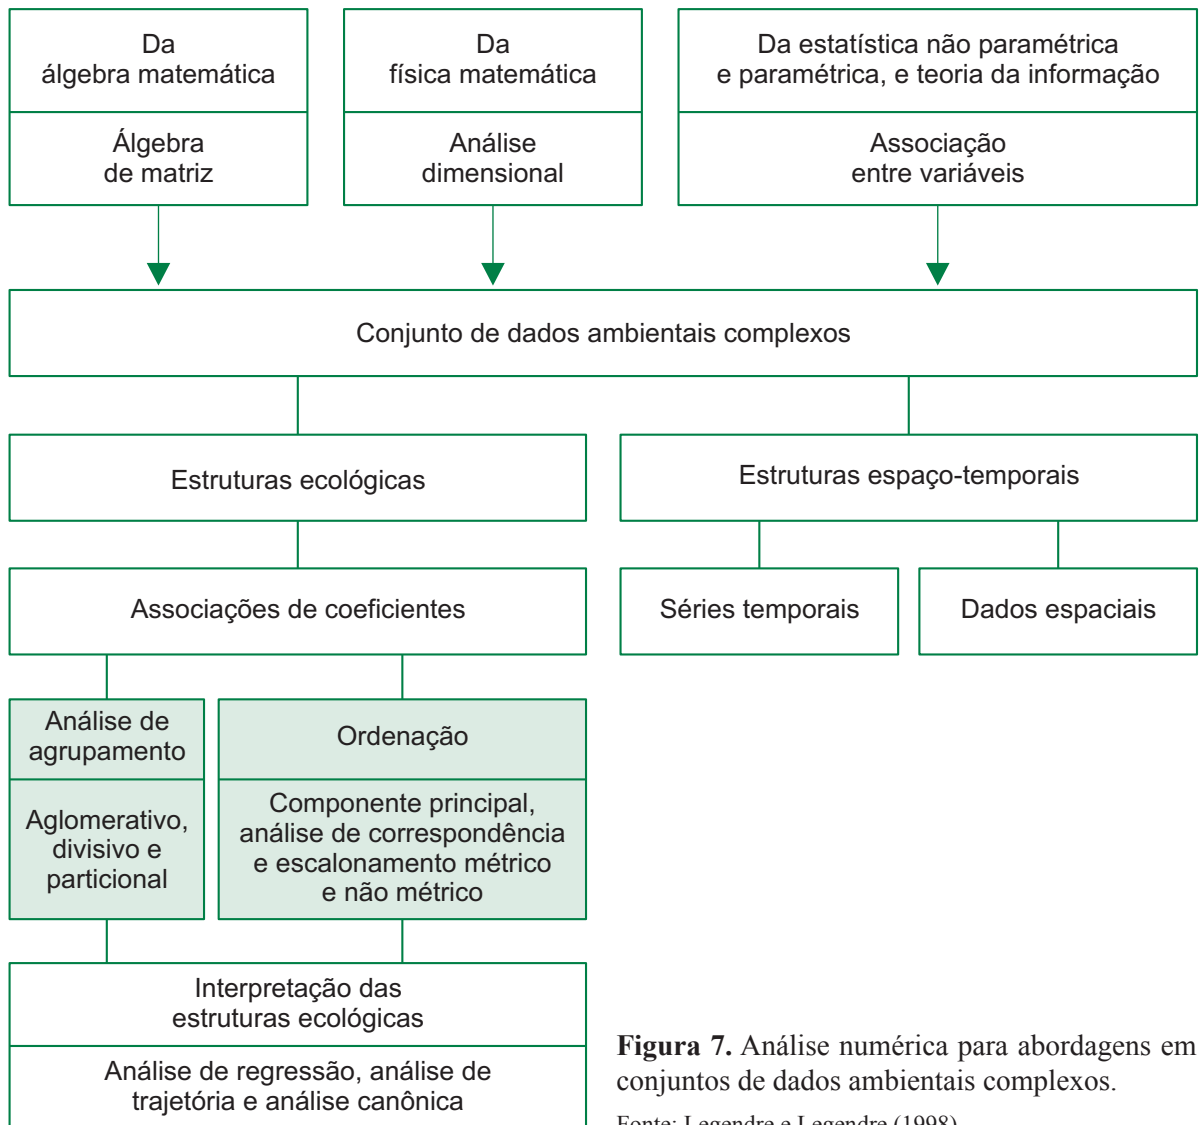 Da
álgebra matemática
Álgebra
de matriz
Da
física matemática
Análise
dimensional
Da estatística não paramétrica
e paramétrica, e teoria da informação
Associação
entre variáveis
Conjunto de dados ambientais complexos
Estruturas ecológicas
Estruturas espaço-temporais
Associações de coeficientes
Séries temporais
Dados espaciais
Análise de
agrupamento
Aglomerativo,
divisivo e
particional
Ordenação
Componente principal,
análise de correspondência
e escalonamento métrico
e não métrico
Interpretação das
estruturas ecológicas
Análise de regressão, análise de
trajetória e análise canônica
Figura 7. Análise numérica para abordagens em
conjuntos de dados ambientais complexos.
Fonte: Legendre e Legendre (1998)